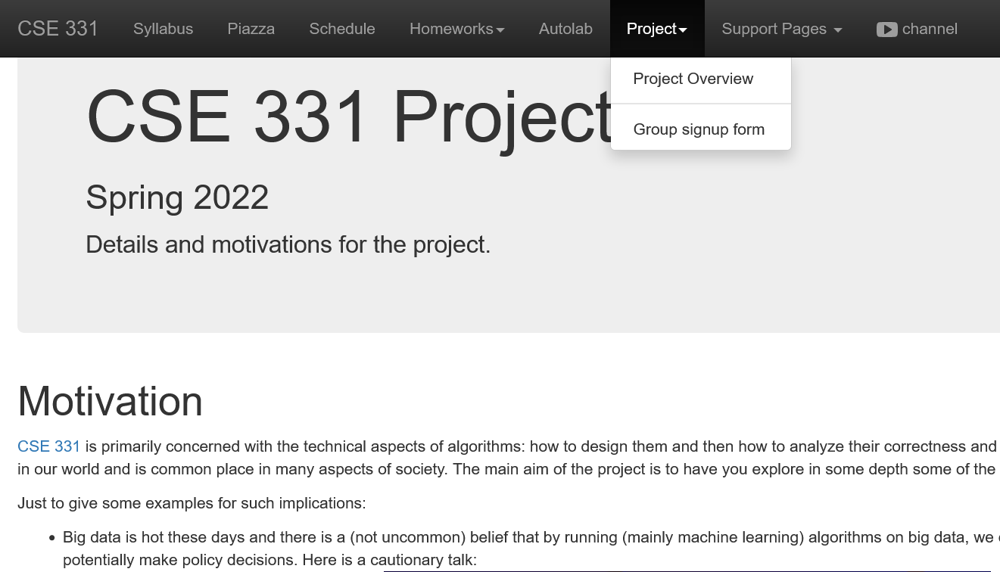 CSE 331 Syllabus Piazza Schedule Homeworks Autolab Project Support Pages channel
Project Overview
Group signup form
CSE 331 Project
Spring 2022
Details and motivations for the project.
Motivation
CSE 331 is primarily concerned with the technical aspects of algorithms: how to design them and then how to analyze their correctness and
in our world and is common place in many aspects of society. The main aim of the project is to have you explore in some depth some of the
Just to give some examples for such implications:
• Big data is hot these days and there is a (not uncommon) belief that by running (mainly machine learning) algorithms on big data, we
potentially make policy decisions. Here is a cautionary talk: